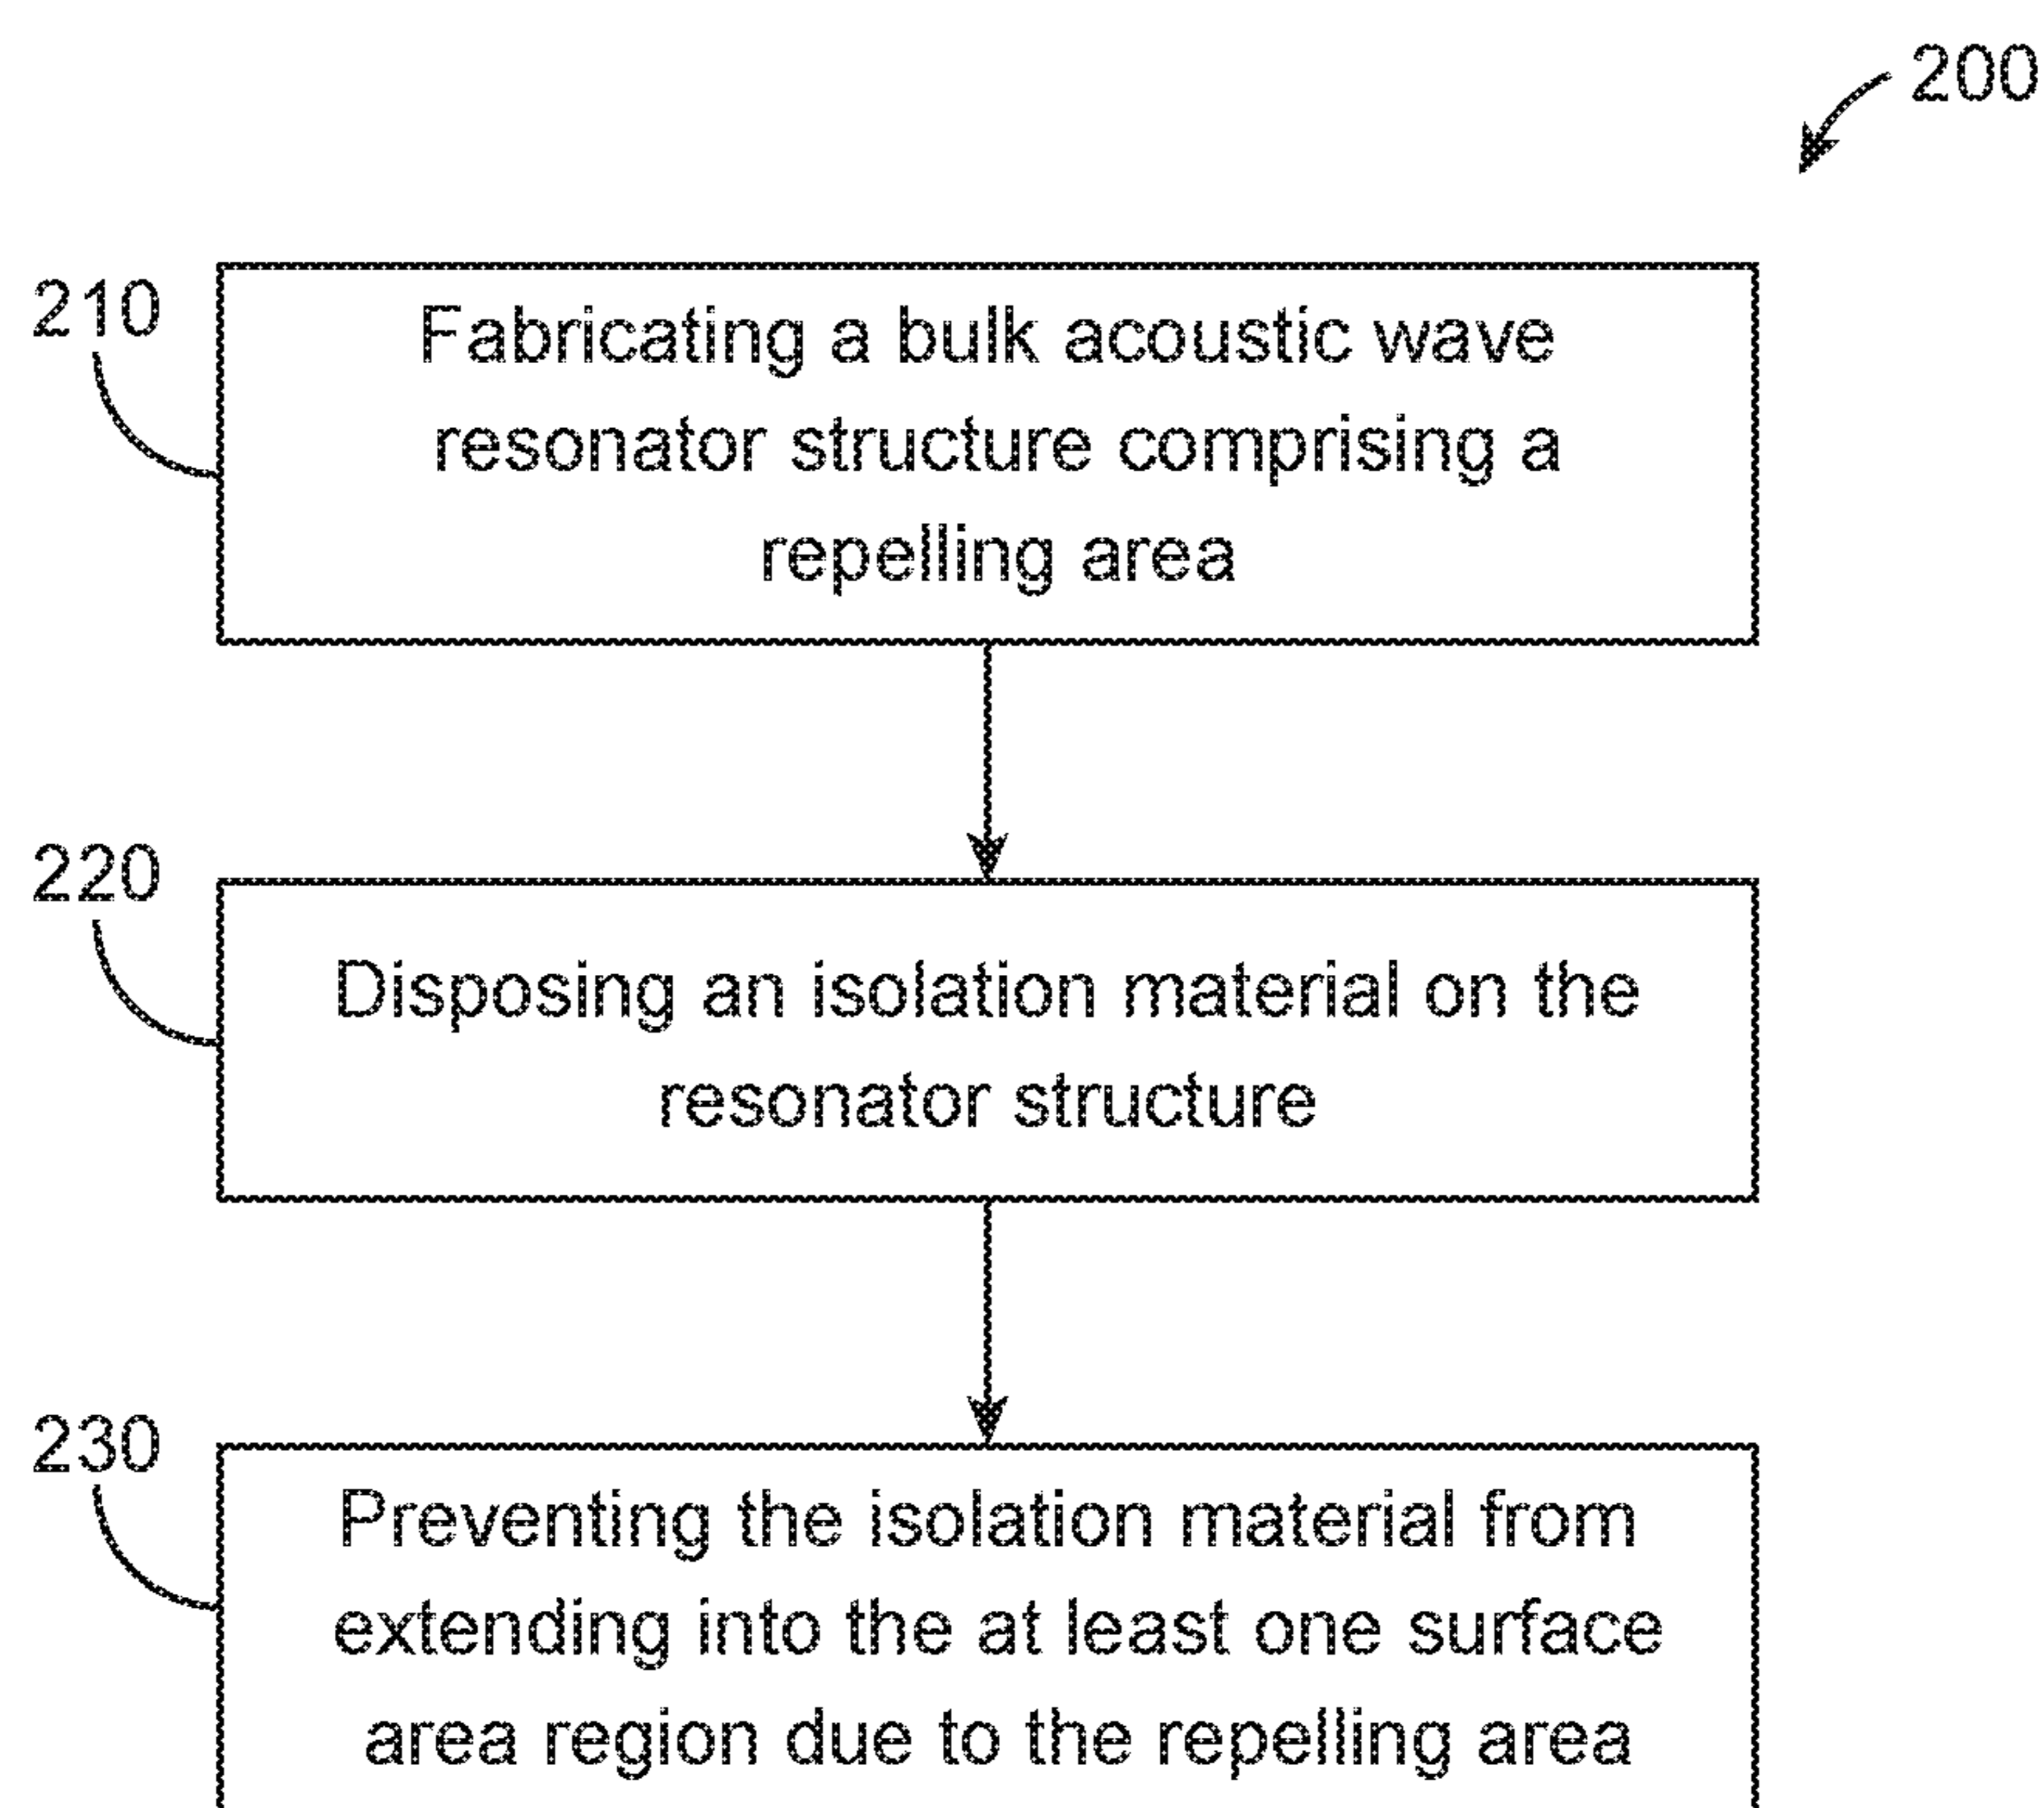 200
210
Fabricating a bulk acoustic wave
resonator structure comprising a
repelling area
220
Disposing an isolation material on the
resonator structure
230
Preventing the isolation material from
extending into the at least one surface
area region due to the repelling area